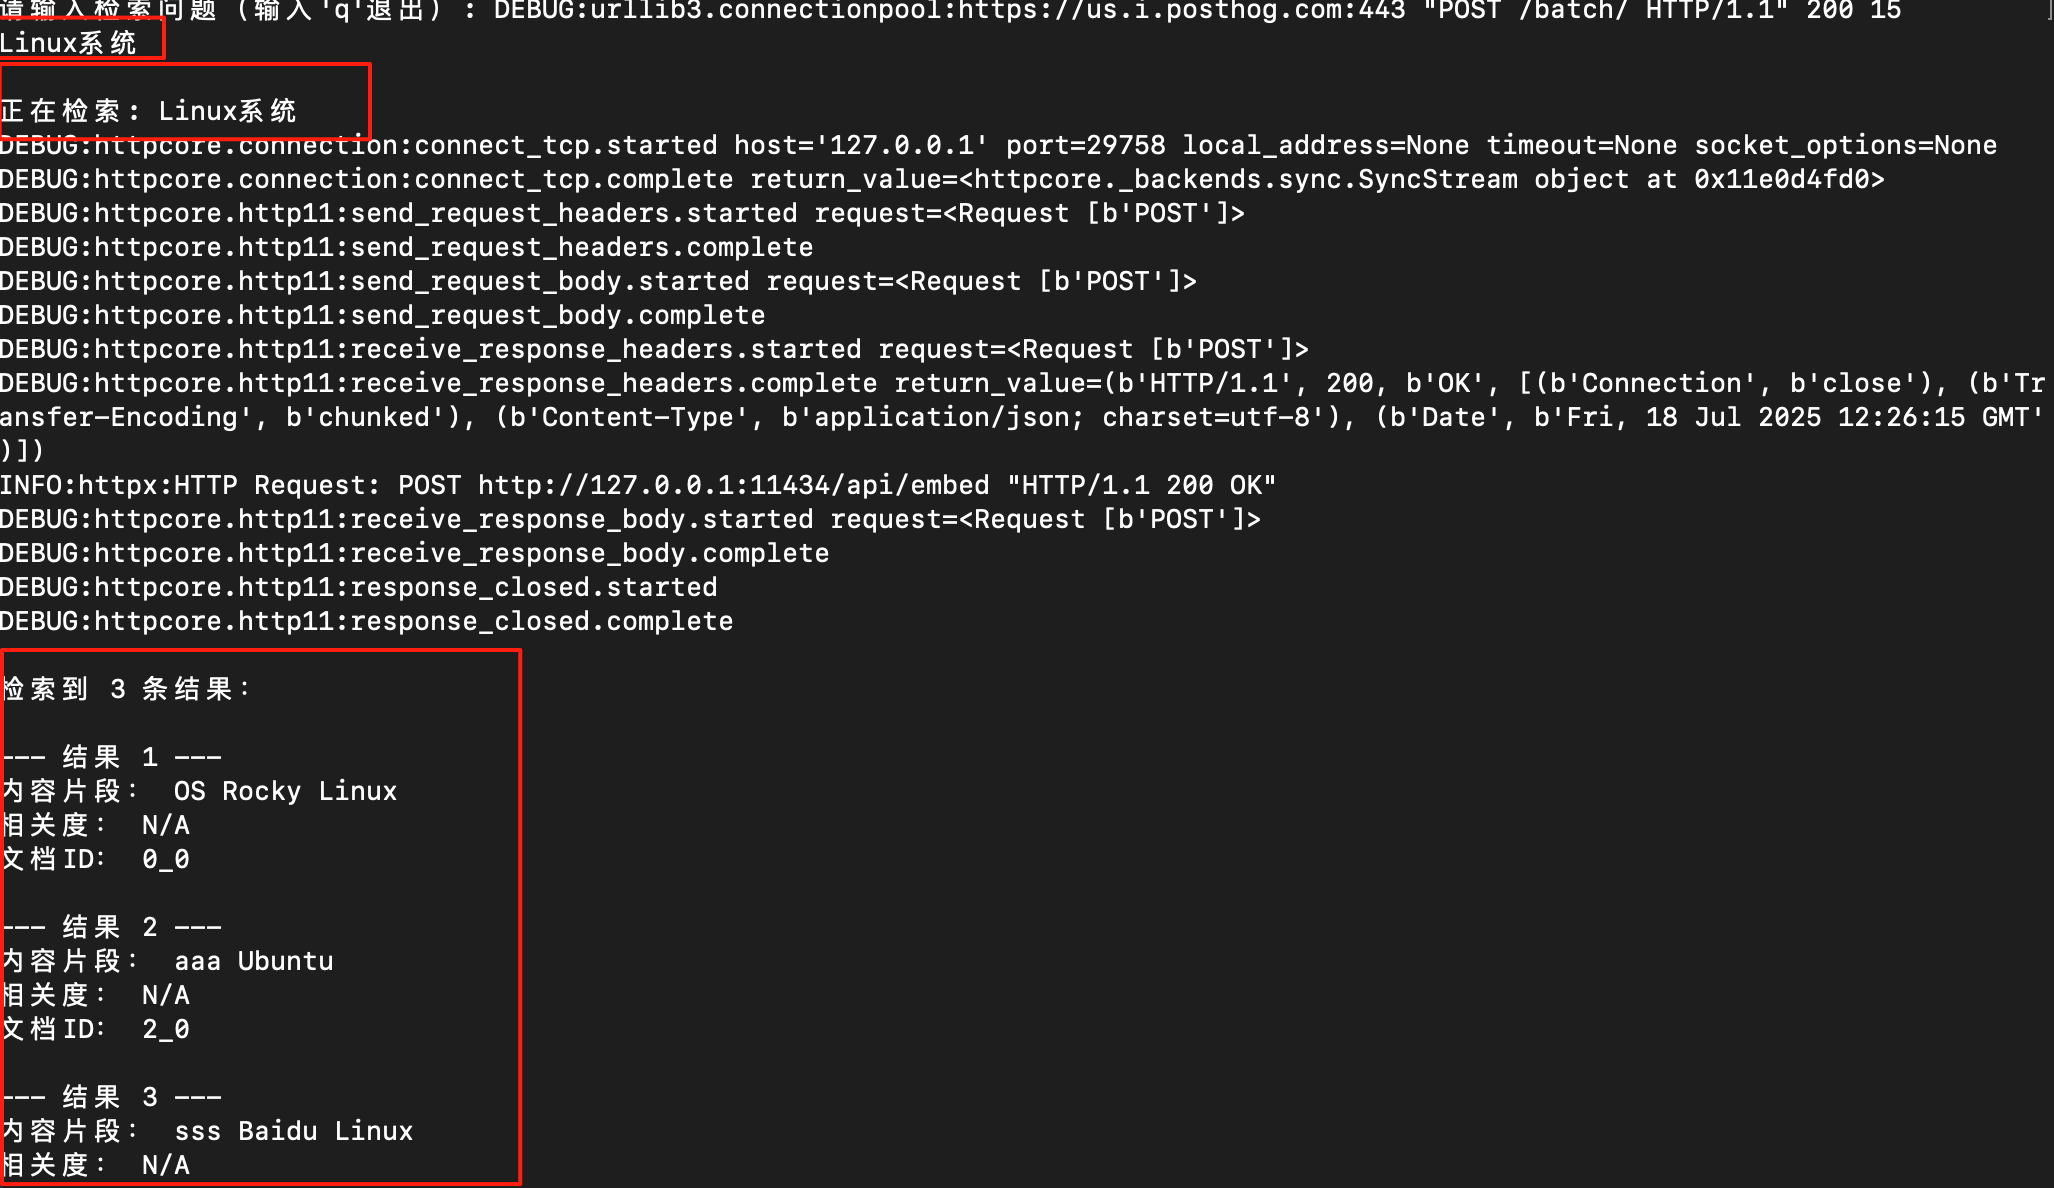 请输入检索问题 (输入'q'退出) : DEBUG:urllib3.connectionpool:https://us.i.posthog.com:443 "POST /batch/ HTTP/1.1" 200 15
Linux系统
正在检索: Linux系统
DEBUG:httpcore.connection:connect_tcp.started host='127.0.0.1' port=29758 local_address=None timeout=None socket_options=None
DEBUG:httpcore.connection:connect_tcp.complete return_value=<httpcore._backends.sync.SyncStream object at 0x11e0d4fd0>
DEBUG:httpcore.http11:send_request_headers.started request=<Request [b'POST']>
DEBUG:httpcore.http11:send_request_headers.complete
DEBUG:httpcore.http11:send_request_body.started request=<Request [b'POST']>
DEBUG:httpcore.http11:send_request_body.complete
DEBUG:httpcore.http11:receive_response_headers.started request=<Request [b'POST']>
DEBUG:httpcore.http11:receive_response_headers.complete return_value=(b'HTTP/1.1', 200, b'OK', [(b'Connection', b'close'), (b'Tr
ansfer-Encoding', b'chunked'), (b'Content-Type', b'application/json; charset=utf-8'), (b'Date', b'Fri, 18 Jul 2025 12:26:15 GMT'
)])
INFO:httpx:HTTP Request: POST http://127.0.0.1:11434/api/embed "HTTP/1.1 200 OK"
DEBUG:httpcore.http11:receive_response_body.started request=<Request [b'POST']>
DEBUG:httpcore.http11:receive_response_body.complete
DEBUG:httpcore.http11:response_closed.started
DEBUG:httpcore.http11:response_closed.complete
检索到 3 条结果:
--- 结果 1 ---
内容片段: OS Rocky Linux
相关度: N/A
文档ID: 0_0
--- 结果 2 ---
内容片段: aaa Ubuntu
相关度: N/A
文档ID: 2_0
--- 结果 3 ---
内容片段: sss Baidu Linux
相关度: N/A